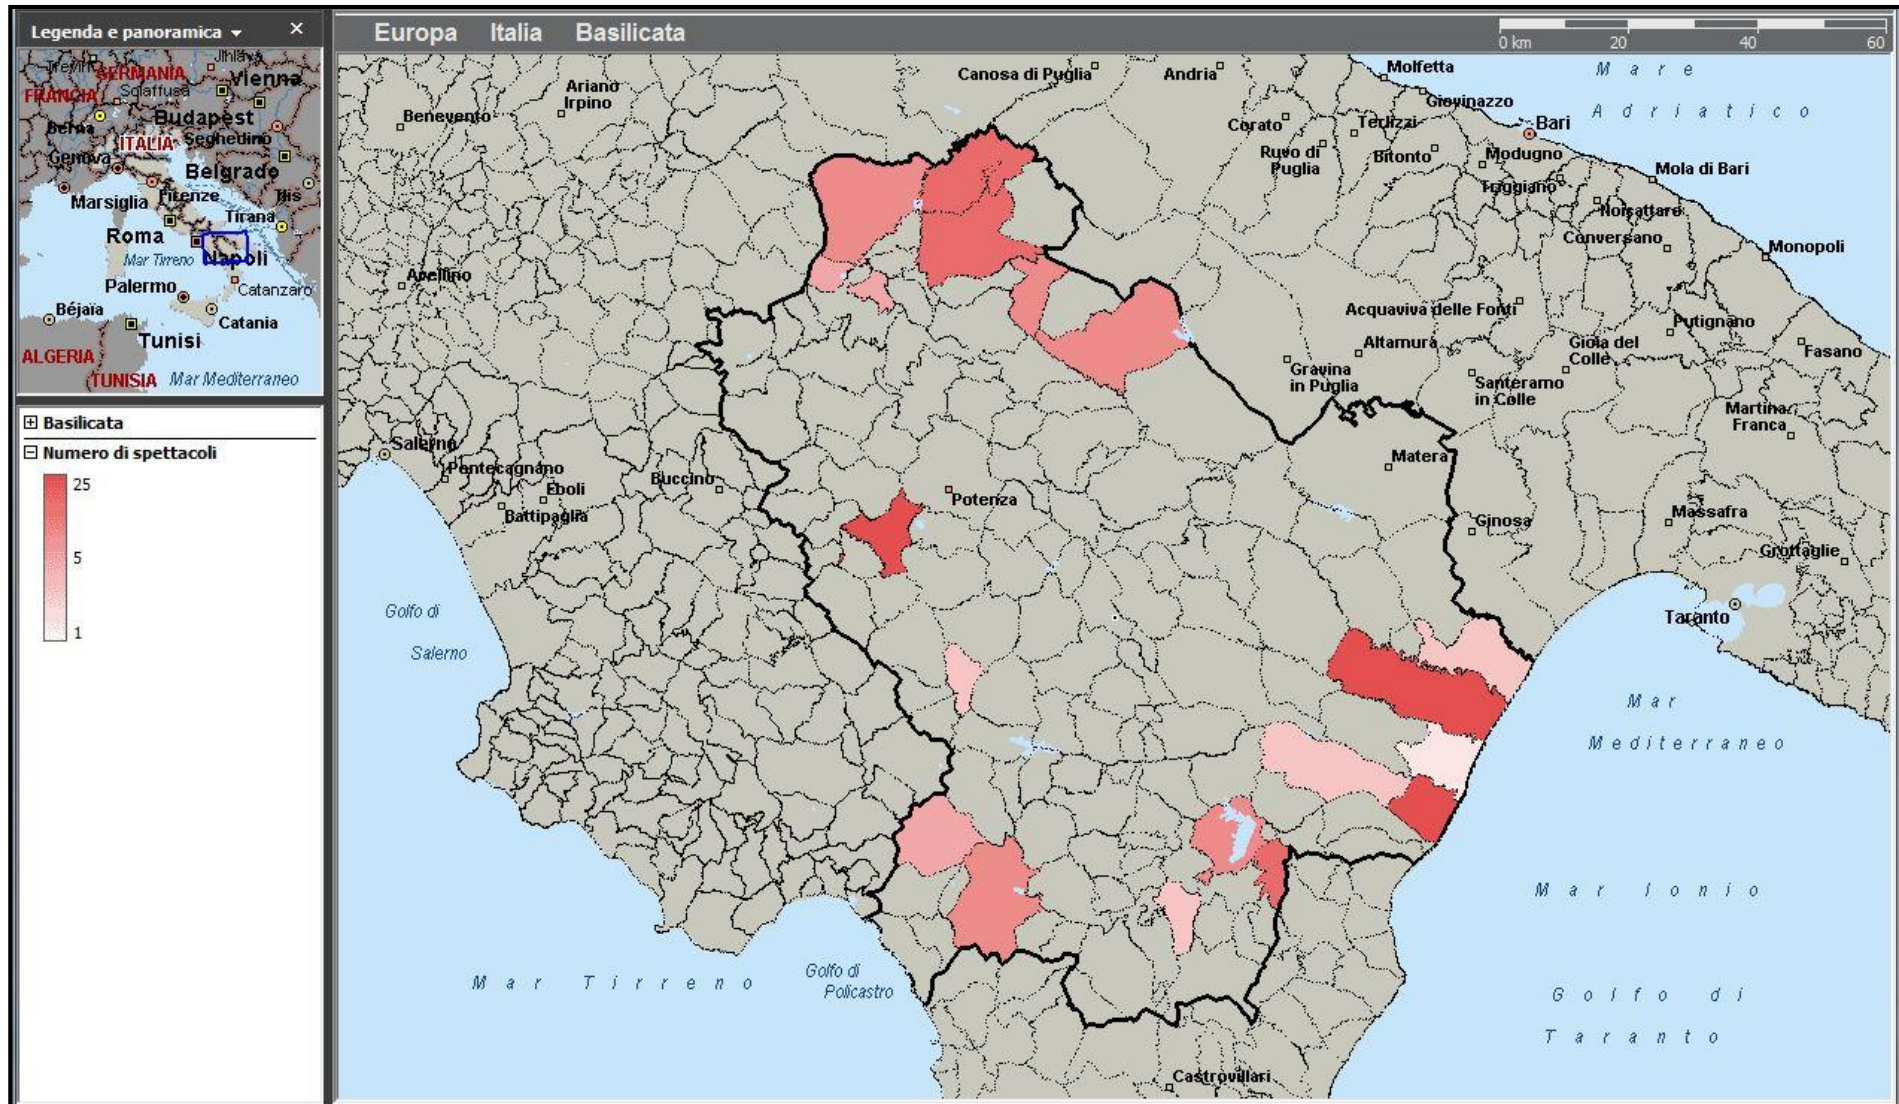 Legenda e panoramica
Europa Italia Basilicata
0 km 20 40 60
GERMANIA
Jihlava
Vienna
FRANCIA
Sciaffusa
Berna
Budapest
ITALIA
Seghedino
Genova
Belgrado
Marsiglia
Firenze
Niš
Tirana
Roma
Mar Tirreno
Napoli
Palermo
Catanzaro
Béjaïa
Catania
Tunisi
ALGERIA
TUNISIA
Mar Mediterraneo
Basilicata
Numero di spettacoli
25
5
1
Canosa di Puglia
Andria
Molfetta
Mare
Adriatico
Ariano
Irpino
Giovinazzo
Benevento
Corato
Terlizzi
Bari
Ruvo di
Puglia
Bitonto
Modugno
Mola di Bari
Triggiano
Noicattaro
Conversano
Monopoli
Avellino
Acquaviva delle Fonti
Putignano
Altamura
Gioia del
Colle
Fasano
Gravina
in Puglia
Santeramo
in Colle
Martina
Franca
Salerno
Matera
Pontecagnano
Buccino
Eboli
Potenza
Battipaglia
Ginosa
Massafra
Grottaglie
Golfo di
Salerno
Taranto
Mar
Mediterraneo
Mar Ionio
Mar Tirreno
Golfo di
Policastro
Golfo di
Taranto
Castrovillari